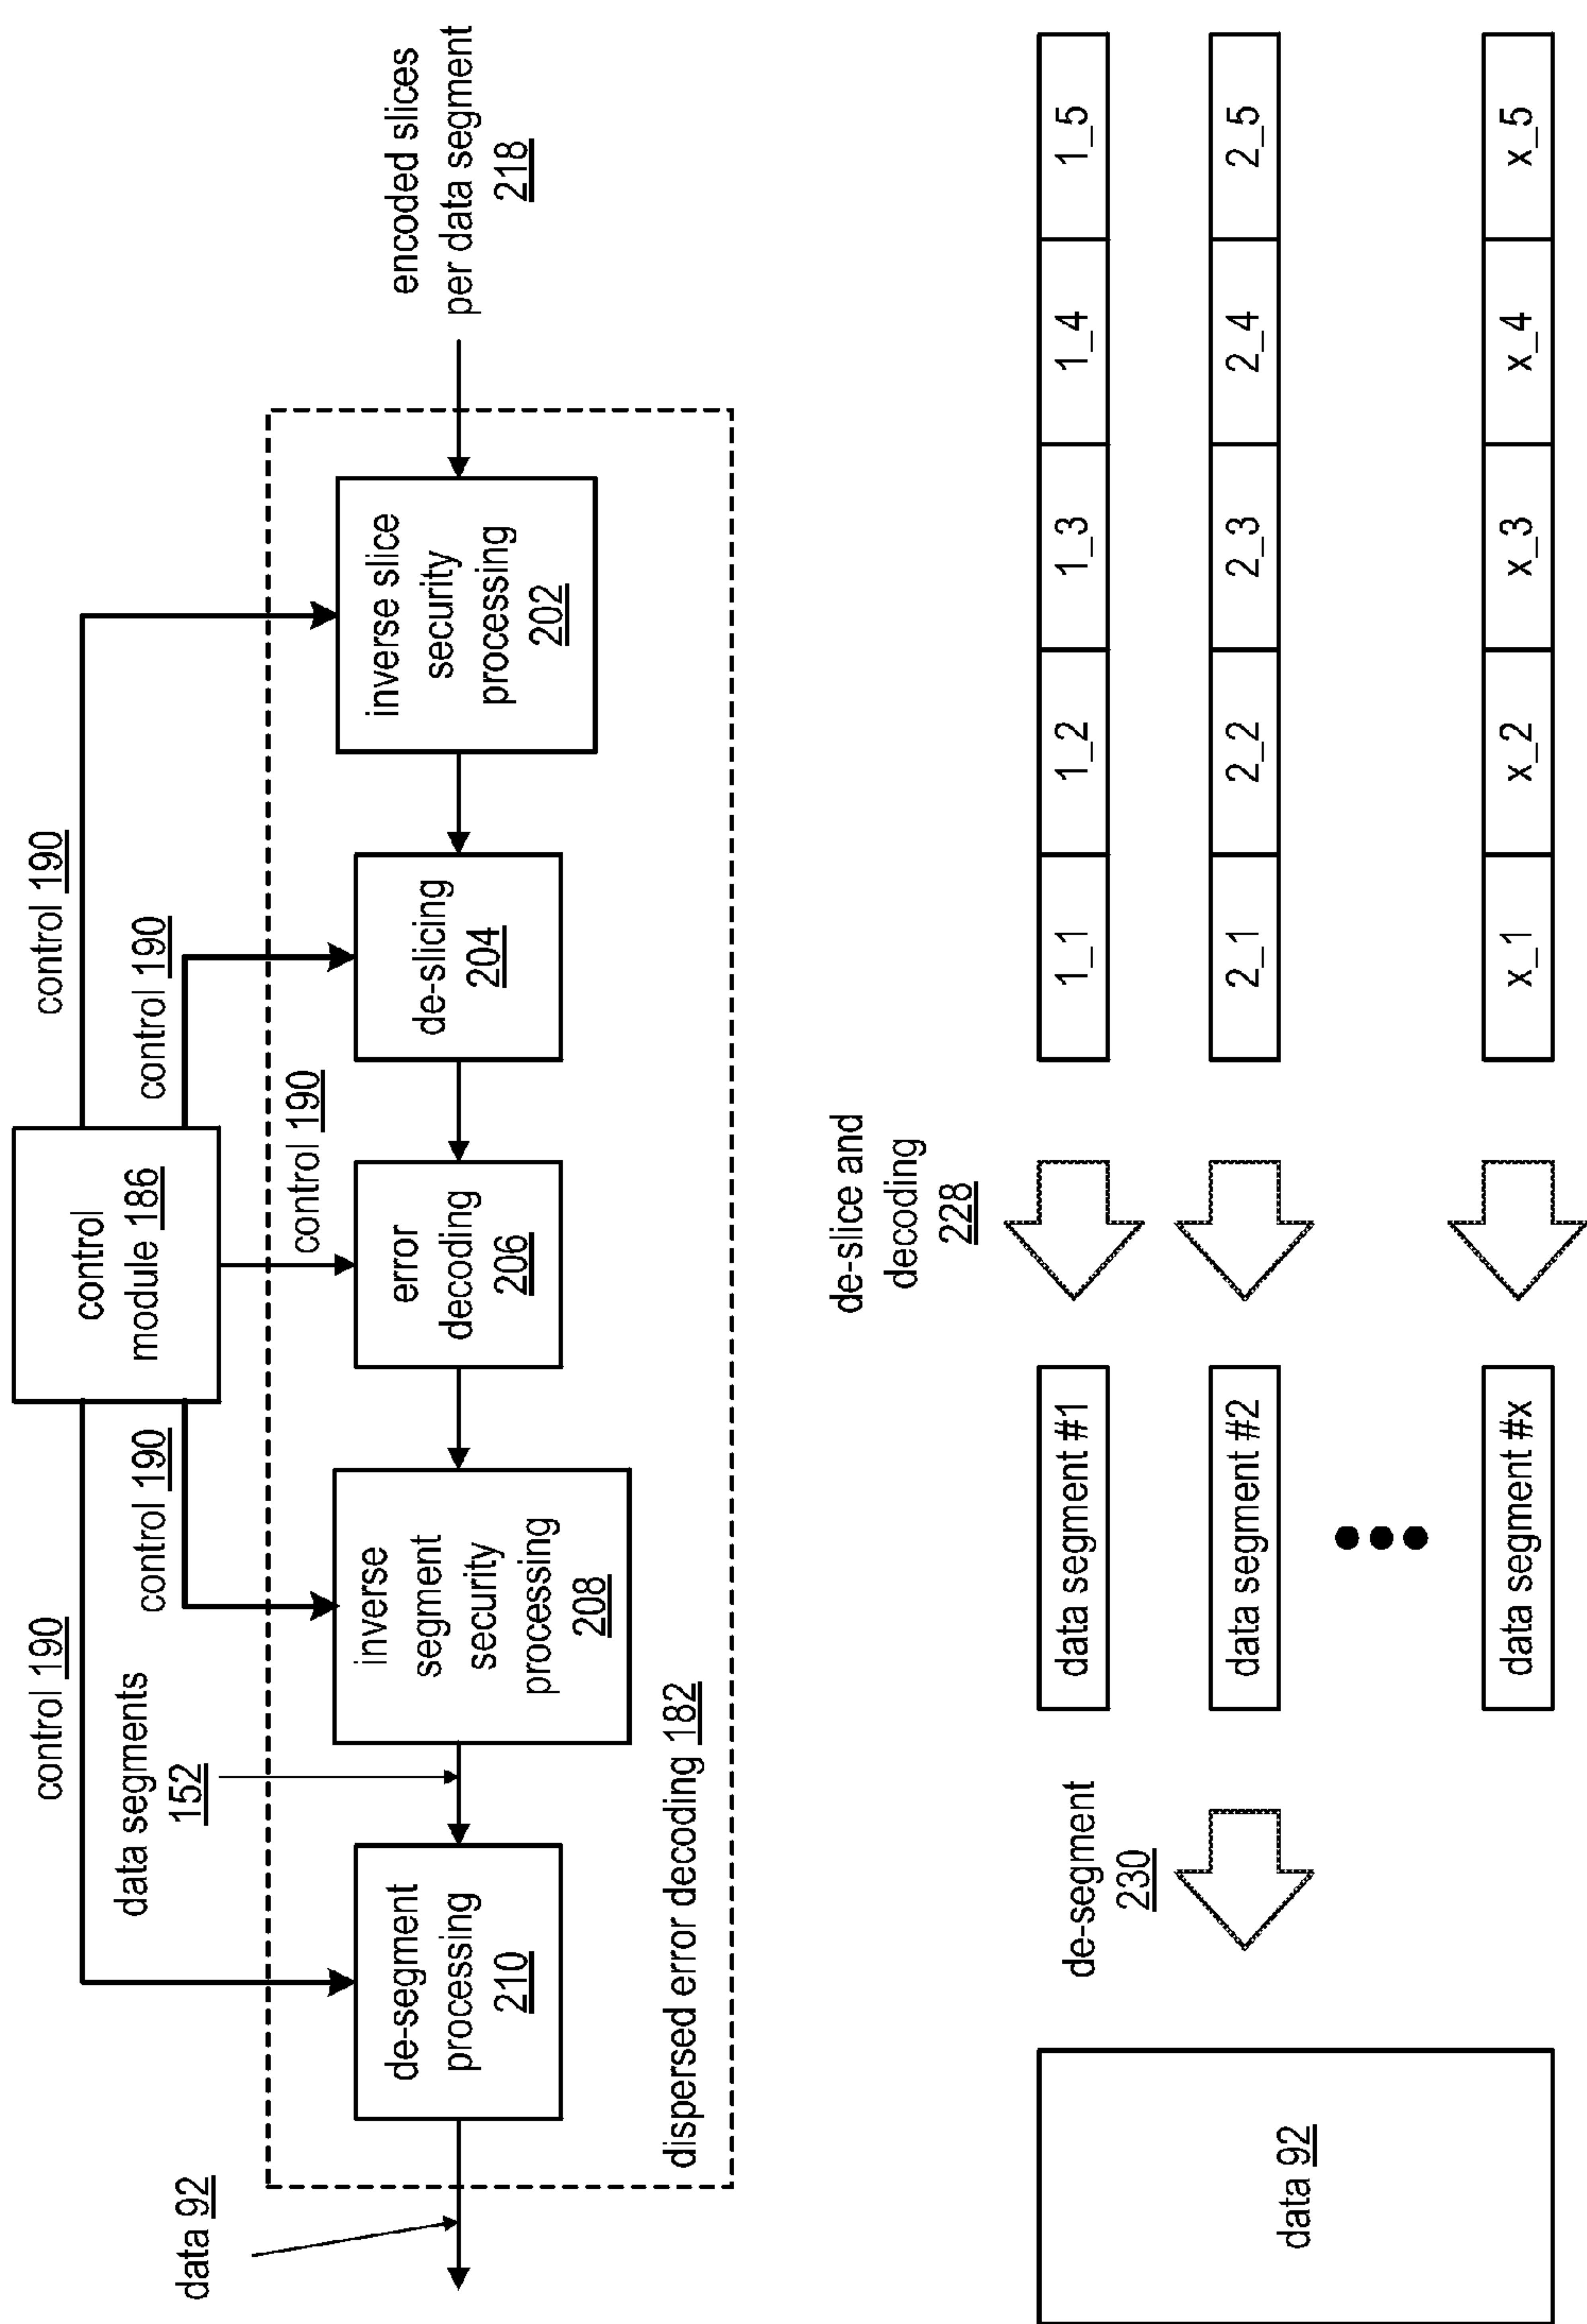 control
module 186
control 190
control 190
control 190
control 190
control 190
data segments
152
data 92
de-segment
processing
210
inverse
segment
security
processing
208
error
decoding
206
de-slicing
204
inverse slice
security
processing
202
encoded slices
per data segment
218
dispersed error decoding 182
de-slice and
decoding
228
de-segment
230
data 92
data segment #1
1_1 1_2 1_3 1_4 1_5
data segment #2
2_1 2_2 2_3 2_4 2_5
data segment #x
x_1 x_2 x_3 x_4 x_5